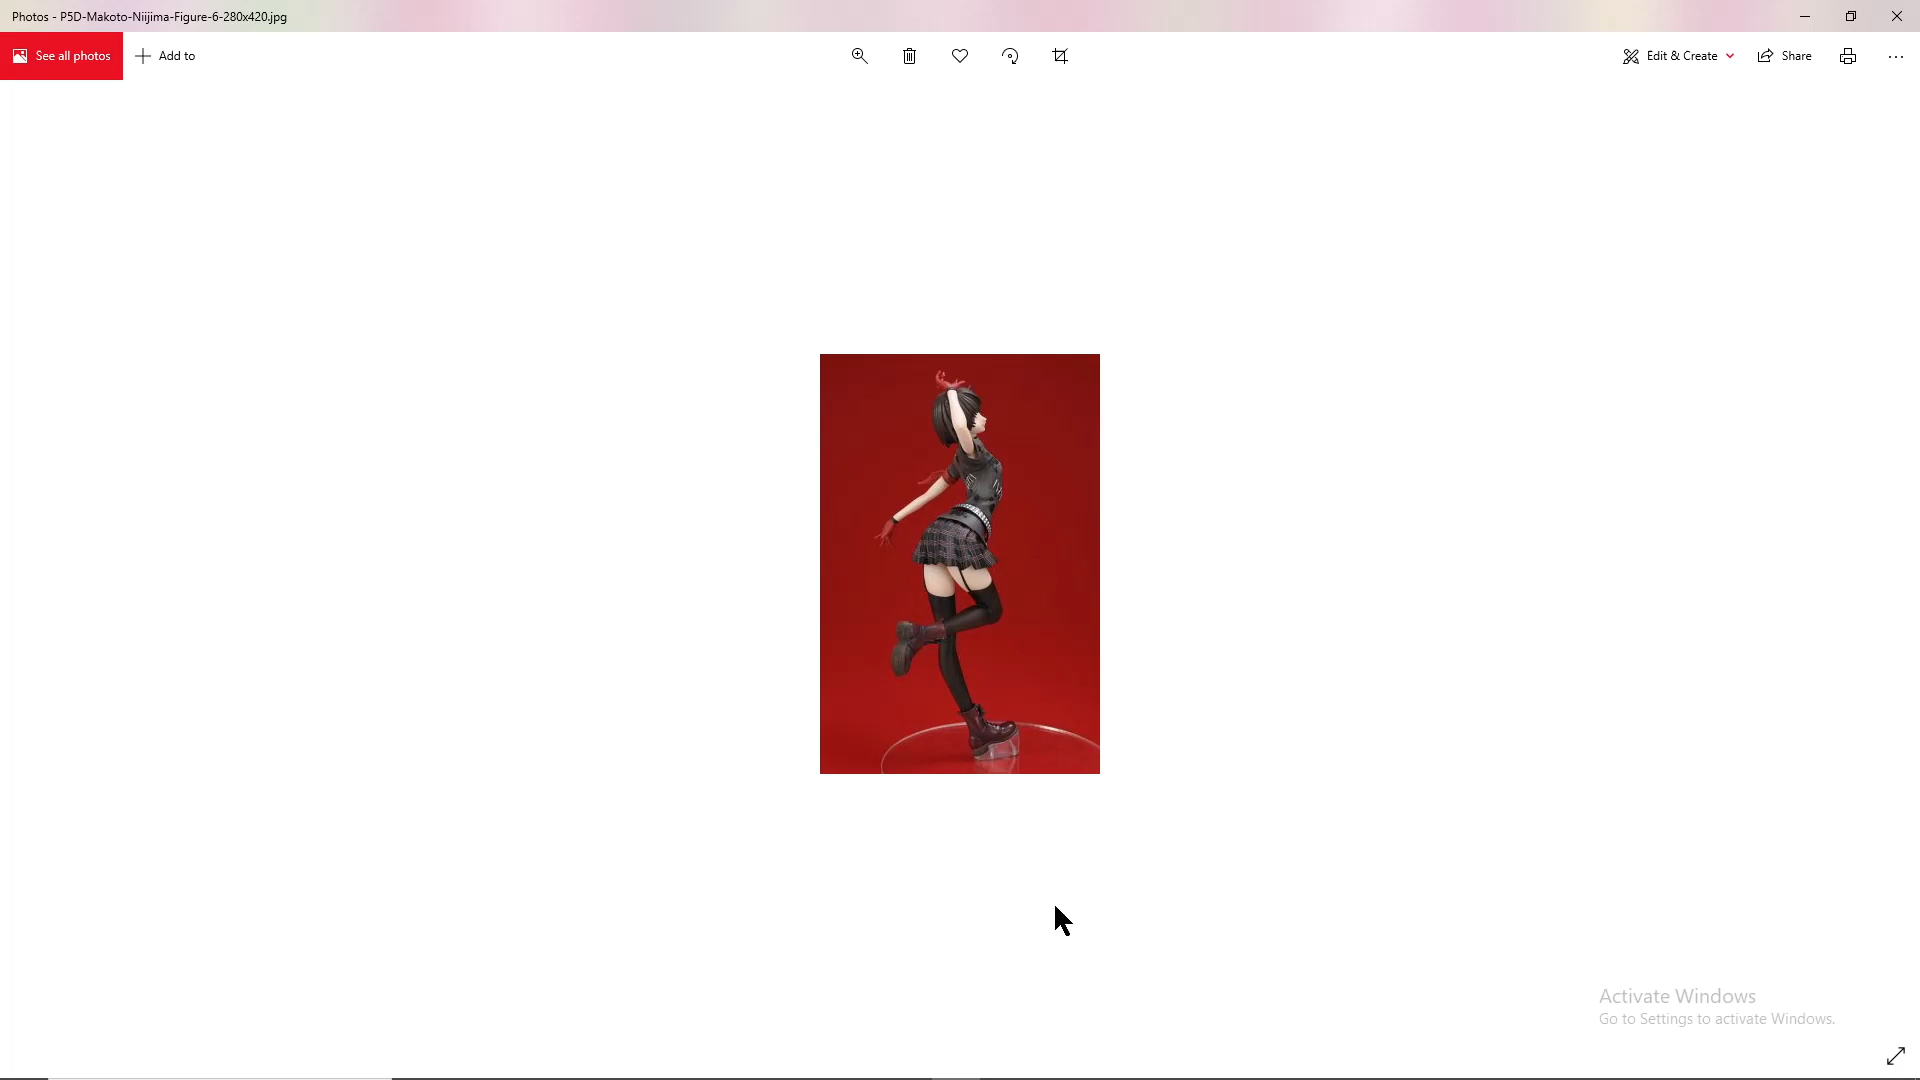 Photos - P5D-Makoto-Niijima-Figure-6-280x420.jpg
See all photos
Add to
Edit & Create
Share
Activate Windows
Go to Settings to activate Windows.